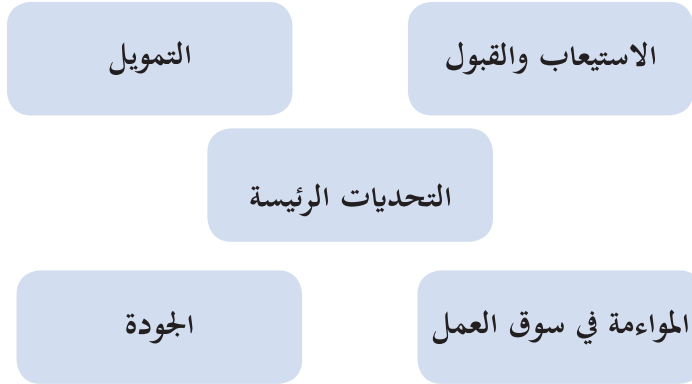 الاستيعاب والقبول
التمويل
التحديات الرئيسة
المواءمة في سوق العمل
الجودة